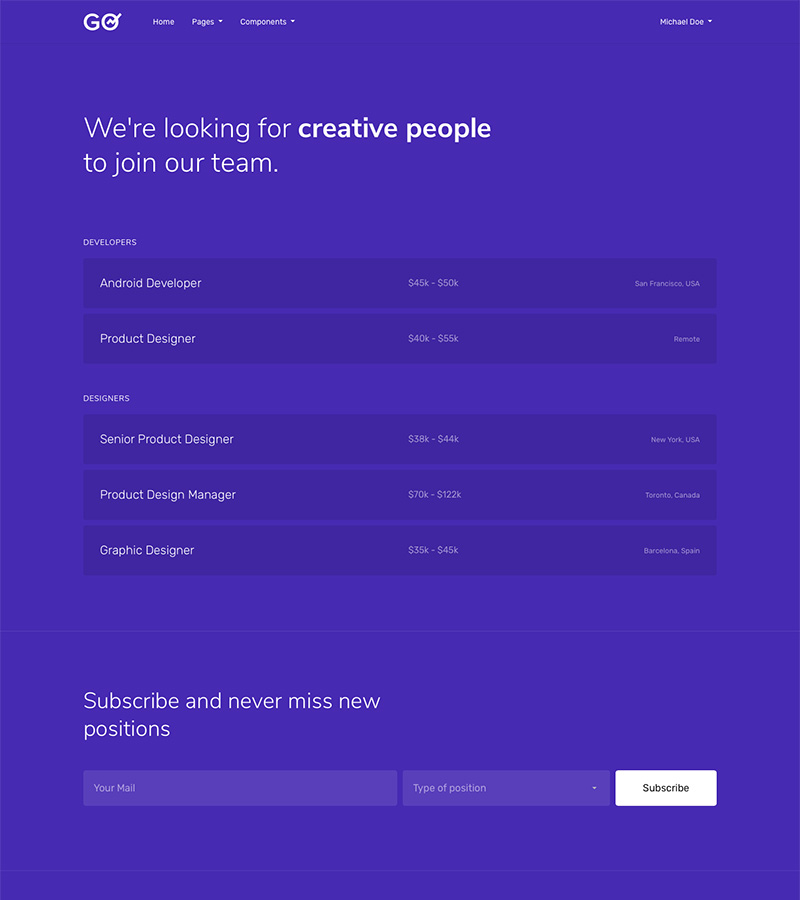 GO
Home Pages Components Michael Doe
We're looking for creative people
to join our team.
DEVELOPERS
Android Developer $45k - $50k San Francisco, USA
Product Designer $40k - $55k Remote
DESIGNERS
Senior Product Designer $38k - $44k New York, USA
Product Design Manager $70k - $122k Toronto, Canada
Graphic Designer $35k - $45k Barcelona, Spain
Subscribe and never miss new
positions
Your Mail Type of position Subscribe